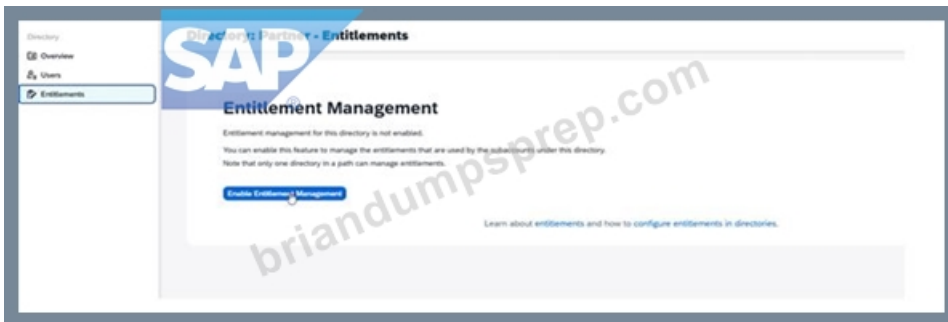 Directory
Directory: Partner - Entitlements
Overview
Users
Entitlements
SAP
®
Entitlement Management
Entitlement management for this directory is not enabled.
You can enable this feature to manage the entitlements that are used by the subaccounts under this directory.
Note that only one directory in a path can manage entitlements.
Enable Entitlement Management
Learn about entitlements and how to configure entitlements in directories.
briandumpsprep.com